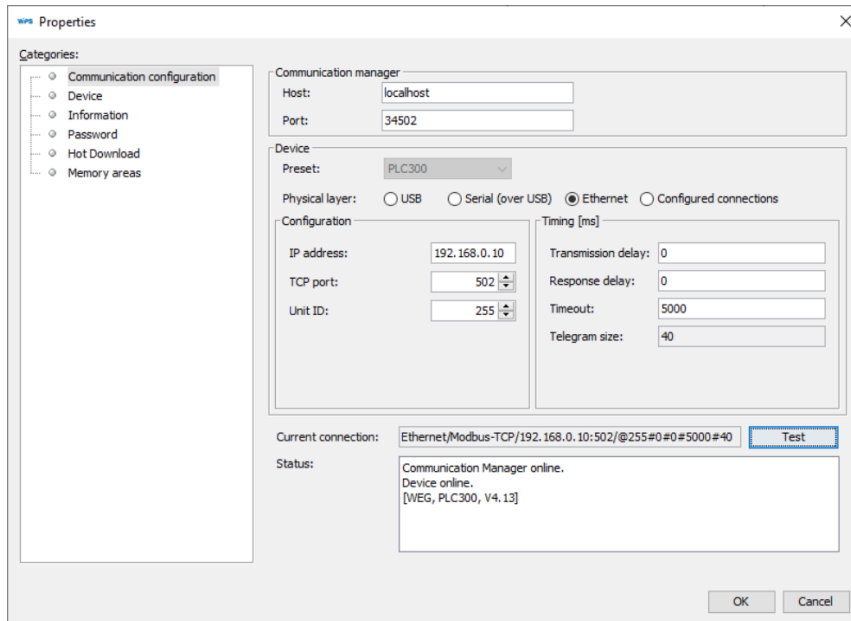 WPS Properties
Categories:
Communication configuration
Device
Information
Password
Hot Download
Memory areas
Communication manager
Host: localhost
Port: 34502
Device
Preset: PLC300
Physical layer: USB Serial (over USB) Ethernet Configured connections
Configuration
IP address: 192.168.0.10
TCP port: 502
Unit ID: 255
Timing [ms]
Transmission delay: 0
Response delay: 0
Timeout: 5000
Telegram size: 40
Current connection: Ethernet/Modbus-TCP/192.168.0.10:502/@255#0#0#5000#40 Test
Status:
Communication Manager online.
Device online.
[WEG, PLC300, V4.13]
OK Cancel